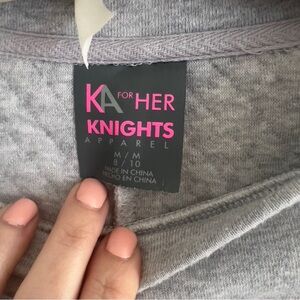 KA FOR HER
KNIGHTS
APPAREL
M / M
8 / 10
MADE IN CHINA
HECHO EN CHINA